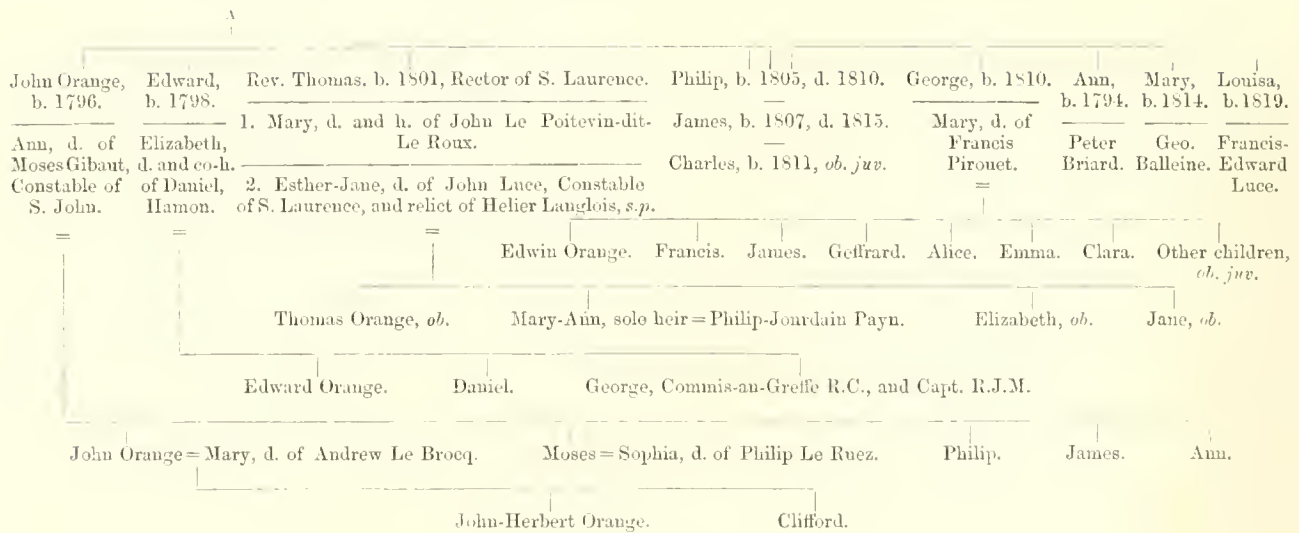 A
John Orange, b. 1796.
Ann, d. of Moses Gibaut, Constable of S. John.
=
Edward, b. 1798.
Elizabeth, d. and co-h. of Daniel, Hamon.
=
Rev. Thomas. b. 1801, Rector of S. Laurence.
1. Mary, d. and h. of John Le Poitevin-dit-
Le Roux.
2. Esther-Jane, d. of John Luce, Constable
of S. Laurence, and relict of Helier Langlois, s.p.
=
Philip, b. 1805, d. 1810.
—
James, b. 1807, d. 1815.
—
Charles, b. 1811, ob. juv.
George, b. 1810.
Mary, d. of
Francis
Pirouet.
=
Ann,
b. 1794.
Peter
Briard.
Mary,
b. 1814.
Geo.
Balleine.
Louisa,
b. 1819.
Francis-
Edward
Luce.
Edwin Orange. Francis. James. Geffrard. Alice. Emma. Clara. Other children,
ob. juv.
Thomas Orange, ob. Mary-Ann, sole heir = Philip-Jourdain Payn. Elizabeth, ob. Jane, ob.
Edward Orange. Daniel. George, Commis-au-Greffe R.C., and Capt. R.J.M.
John Orange = Mary, d. of Andrew Le Brocq. Moses = Sophia, d. of Philip Le Ruez. Philip. James. Ann.
John-Herbert Orange. Clifford.